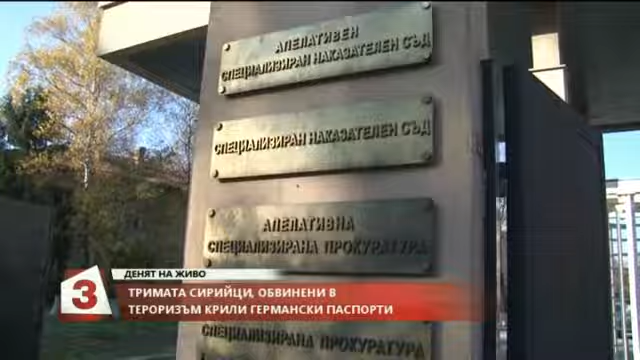 АПЕЛАТИВЕН
СПЕЦИАЛИЗИРАН НАКАЗАТЕЛЕН СЪД
СПЕЦИАЛИЗИРАН НАКАЗАТЕЛЕН СЪД
АПЕЛАТИВНА
СПЕЦИАЛИЗИРАНА ПРОКУРАТУРА
3
ДЕНЯТ НА ЖИВО
ТРИМАТА СИРИЙЦИ, ОБВИНЕНИ В
ТЕРОРИЗЪМ КРИЛИ ГЕРМАНСКИ ПАСПОРТИ
СПЕЦИАЛИЗИРАНА ПРОКУРАТУРА